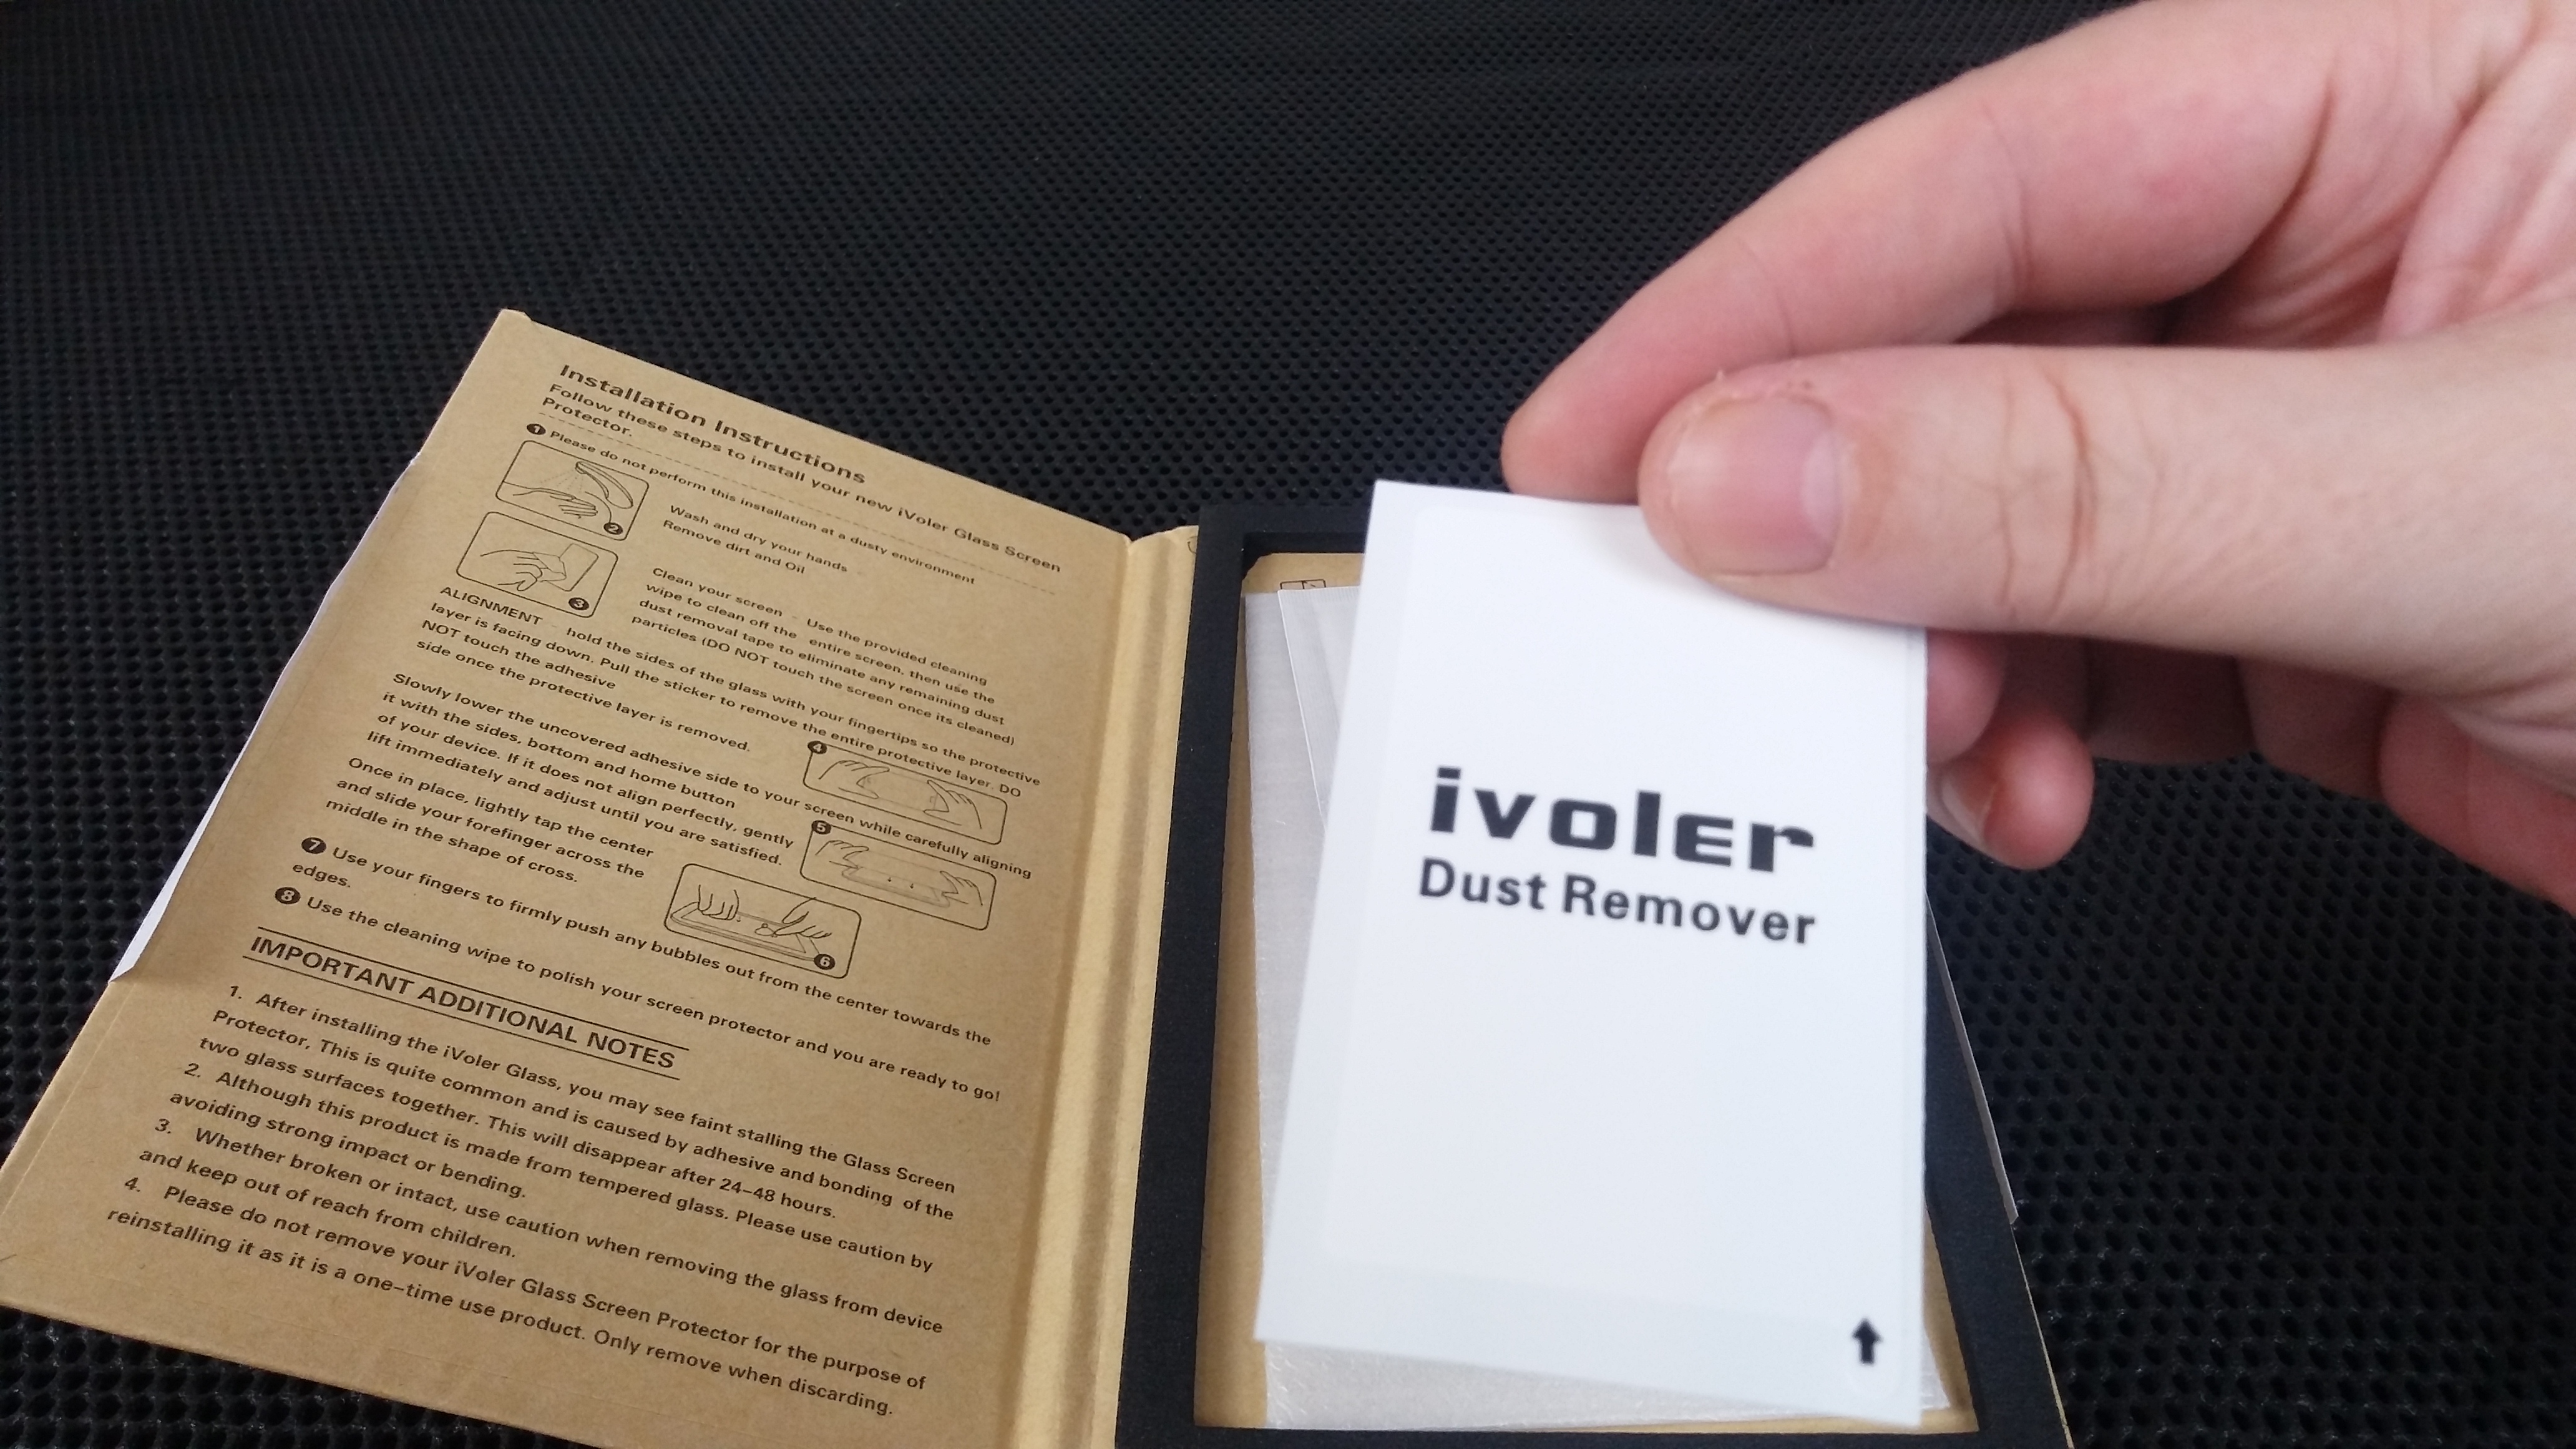 Installation Instructions
Follow these steps to install your new iVoler Glass Screen
Protector.
1 Please do not perform this installation at a dusty environment
2
Wash and dry your hands
Remove dirt and Oil
3
Clean your screen - Use the provided cleaning
wipe to clean off the entire screen, then use the
dust removal tape to eliminate any remaining dust
particles (DO NOT touch the screen once its cleaned)
ALIGNMENT hold the sides of the glass with your fingertips so the protective
layer is facing down. Pull the sticker to remove the entire protective layer. DO
NOT touch the adhesive
side once the protective layer is removed.
4
Slowly lower the uncovered adhesive side to your screen while carefully aligning
it with the sides, bottom and home button
of your device. If it does not align perfectly, gently
lift immediately and adjust until you are satisfied.
5
Once in place, lightly tap the center
and slide your forefinger across the
middle in the shape of cross.
6
7 Use your fingers to firmly push any bubbles out from the center towards the
edges.
8 Use the cleaning wipe to polish your screen protector and you are ready to go!
IMPORTANT ADDITIONAL NOTES
1. After installing the iVoler Glass, you may see faint stalling the Glass Screen
Protector, This is quite common and is caused by adhesive and bonding of the
two glass surfaces together. This will disappear after 24-48 hours.
2. Although this product is made from tempered glass. Please use caution by
avoiding strong impact or bending.
3. Whether broken or intact, use caution when removing the glass from device
and keep out of reach from children.
4. Please do not remove your iVoler Glass Screen Protector for the purpose of
reinstalling it as it is a one-time use product. Only remove when discarding.
ivoler
Dust Remover